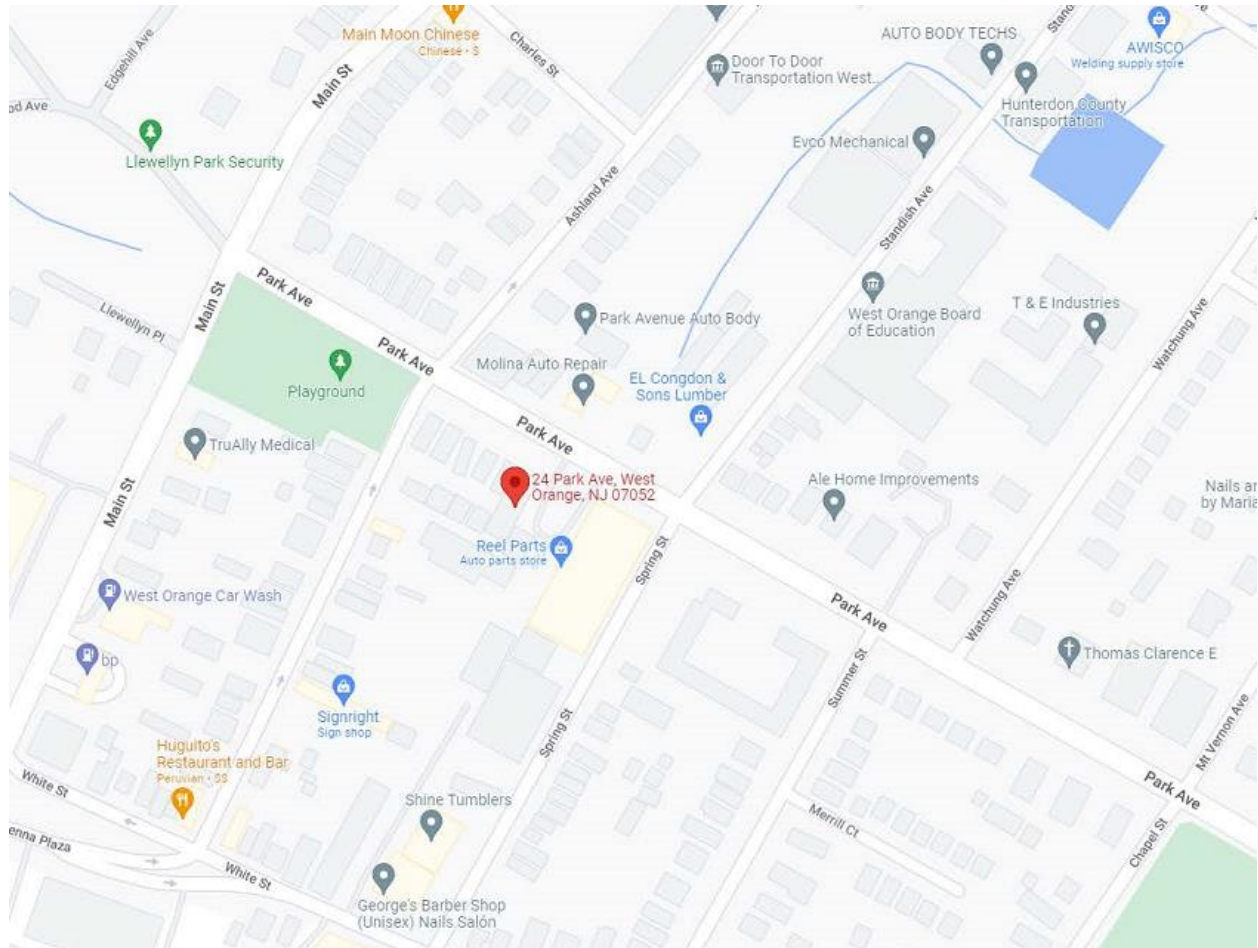 Main Moon Chinese
Chinese · $
Edgehill Ave
Main St
Charles St
Door To Door
Transportation West...
AUTO BODY TECHS
AWISCO
Welding supply store
Hunterdon County
Transportation
Evco Mechanical
od Ave
Llewellyn Park Security
Ashland Ave
Standish Ave
Park Ave
Main St
Llewellyn Pl
Park Ave
Playground
Park Avenue Auto Body
Molina Auto Repair
EL Congdon &
Sons Lumber
West Orange Board
of Education
T & E Industries
Watchung Ave
TruAlly Medical
Park Ave
24 Park Ave, West
Orange, NJ 07052
Ale Home Improvements
Main St
Reel Parts
Auto parts store
Spring St
West Orange Car Wash
Park Ave
Watchung Ave
bp
Thomas Clarence E
Summer St
Signright
Sign shop
Spring St
Mt Vernon Ave
Huguito's
Restaurant and Bar
Peruvian · $$
White St
Shine Tumblers
Merrill Ct
Park Ave
enna Plaza
White St
Chapel St
George's Barber Shop
(Unisex) Nails Salón